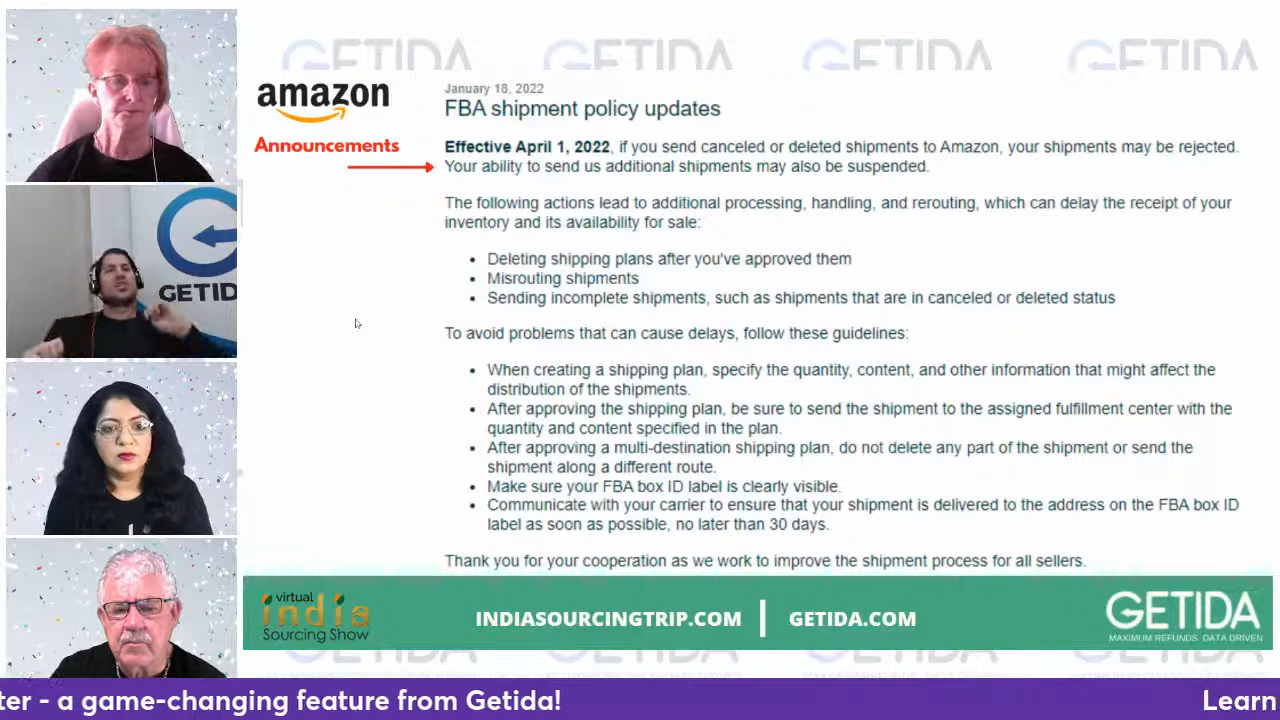 GETIDA GETIDA GETIDA GETIDA
amazon
Announcements
January 18, 2022
FBA shipment policy updates
Effective April 1, 2022, if you send canceled or deleted shipments to Amazon, your shipments may be rejected.
Your ability to send us additional shipments may also be suspended.
The following actions lead to additional processing, handling, and rerouting, which can delay the receipt of your
inventory and its availability for sale:
• Deleting shipping plans after you've approved them
• Misrouting shipments
• Sending incomplete shipments, such as shipments that are in canceled or deleted status
To avoid problems that can cause delays, follow these guidelines:
• When creating a shipping plan, specify the quantity, content, and other information that might affect the
distribution of the shipments.
• After approving the shipping plan, be sure to send the shipment to the assigned fulfillment center with the
quantity and content specified in the plan.
• After approving a multi-destination shipping plan, do not delete any part of the shipment or send the
shipment along a different route.
• Make sure your FBA box ID label is clearly visible.
• Communicate with your carrier to ensure that your shipment is delivered to the address on the FBA box ID
label as soon as possible, no later than 30 days.
Thank you for your cooperation as we work to improve the shipment process for all sellers.
GETID
virtual
india
Sourcing Show
INDIASOURCINGTRIP.COM | GETIDA.COM
GETIDA
MAXIMUM REFUNDS. DATA DRIVEN
ter - a game-changing feature from Getida!
Learn